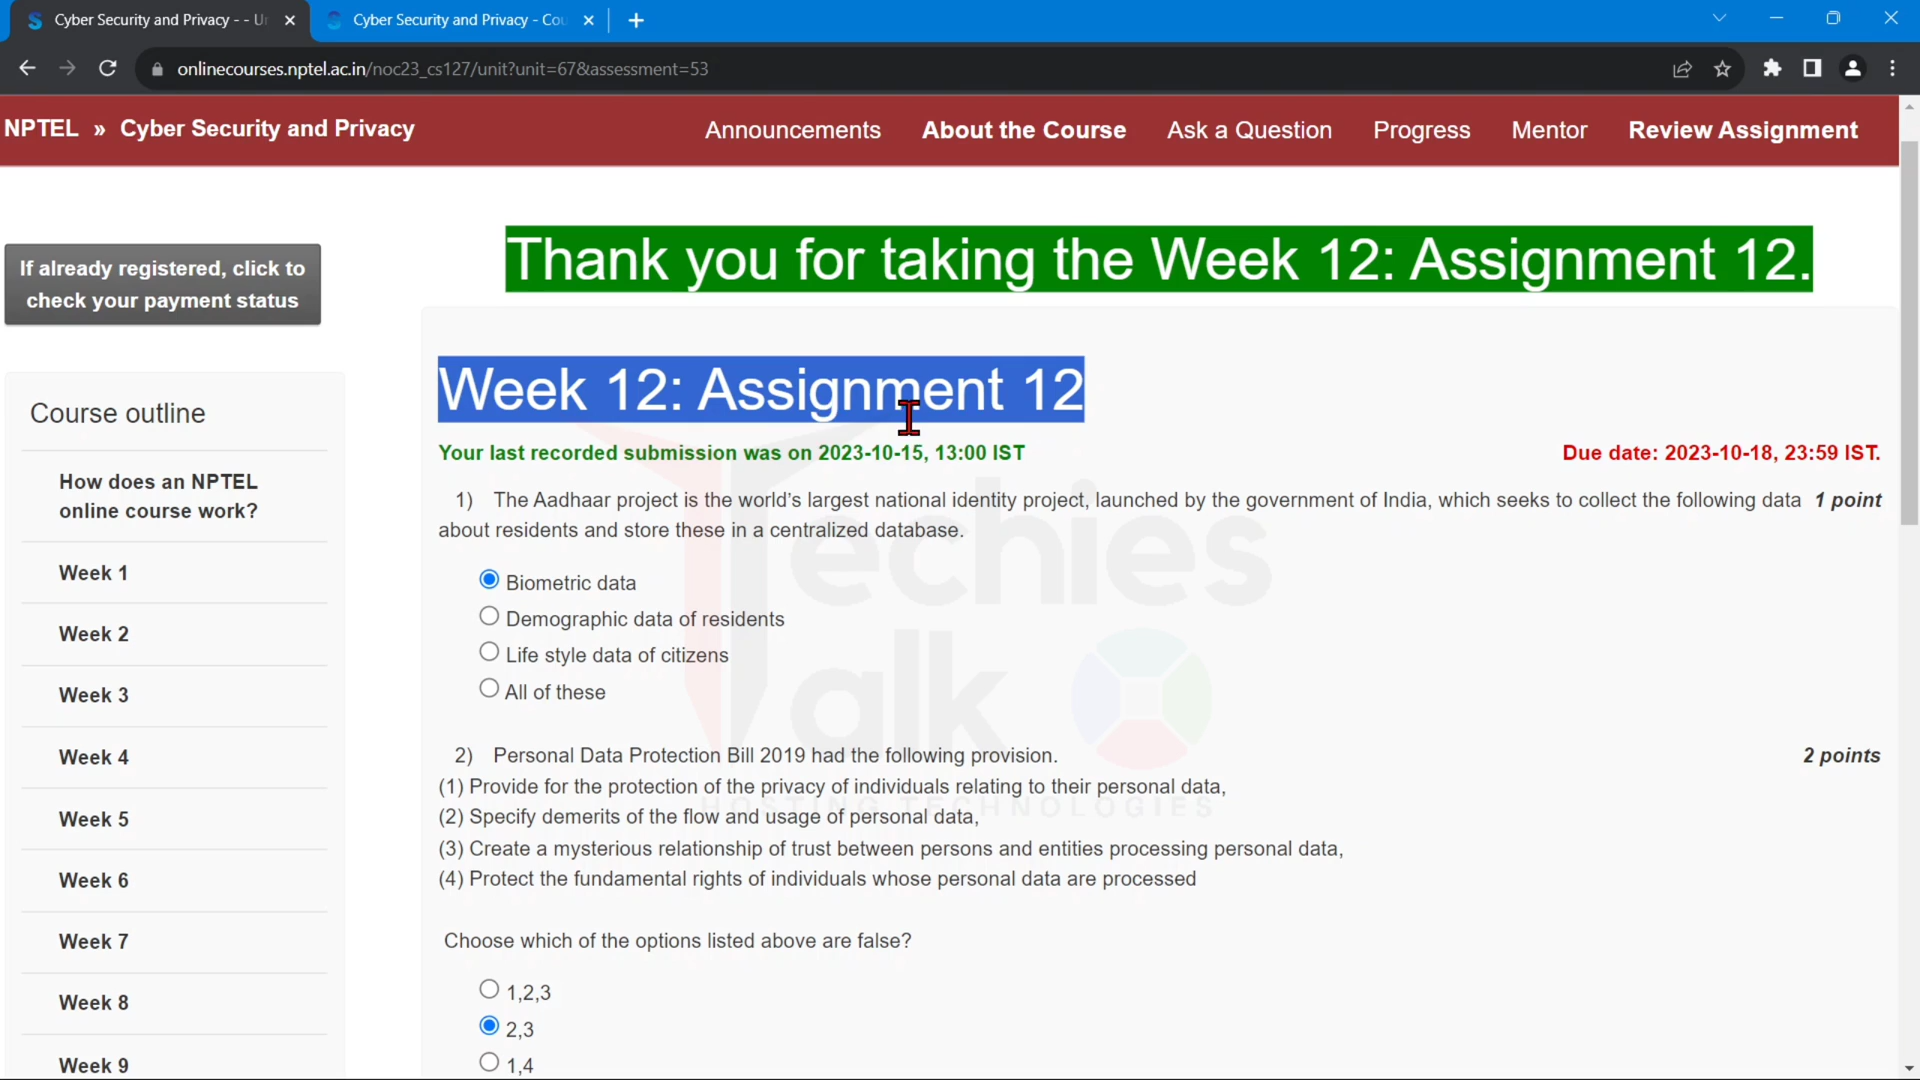 Cyber Security and Privacy - - U
Cyber Security and Privacy - Cou
onlinecourses.nptel.ac.in/noc23_cs127/unit?unit=67&assessment=53
NPTEL » Cyber Security and Privacy
Announcements About the Course Ask a Question Progress Mentor Review Assignment
Thank you for taking the Week 12: Assignment 12.
If already registered, click to
check your payment status
Course outline
How does an NPTEL
online course work?
Week 1
Week 2
Week 3
Week 4
Week 5
Week 6
Week 7
Week 8
Week 9
Week 12: Assignment 12
Your last recorded submission was on 2023-10-15, 13:00 IST Due date: 2023-10-18, 23:59 IST.
1) The Aadhaar project is the world's largest national identity project, launched by the government of India, which seeks to collect the following data 1 point
about residents and store these in a centralized database.
Biometric data
Demographic data of residents
Life style data of citizens
All of these
2) Personal Data Protection Bill 2019 had the following provision. 2 points
(1) Provide for the protection of the privacy of individuals relating to their personal data,
(2) Specify demerits of the flow and usage of personal data,
(3) Create a mysterious relationship of trust between persons and entities processing personal data,
(4) Protect the fundamental rights of individuals whose personal data are processed
Choose which of the options listed above are false?
1,2,3
2,3
1,4
Techies
Talk
HOSTING TECHNOLOGIES